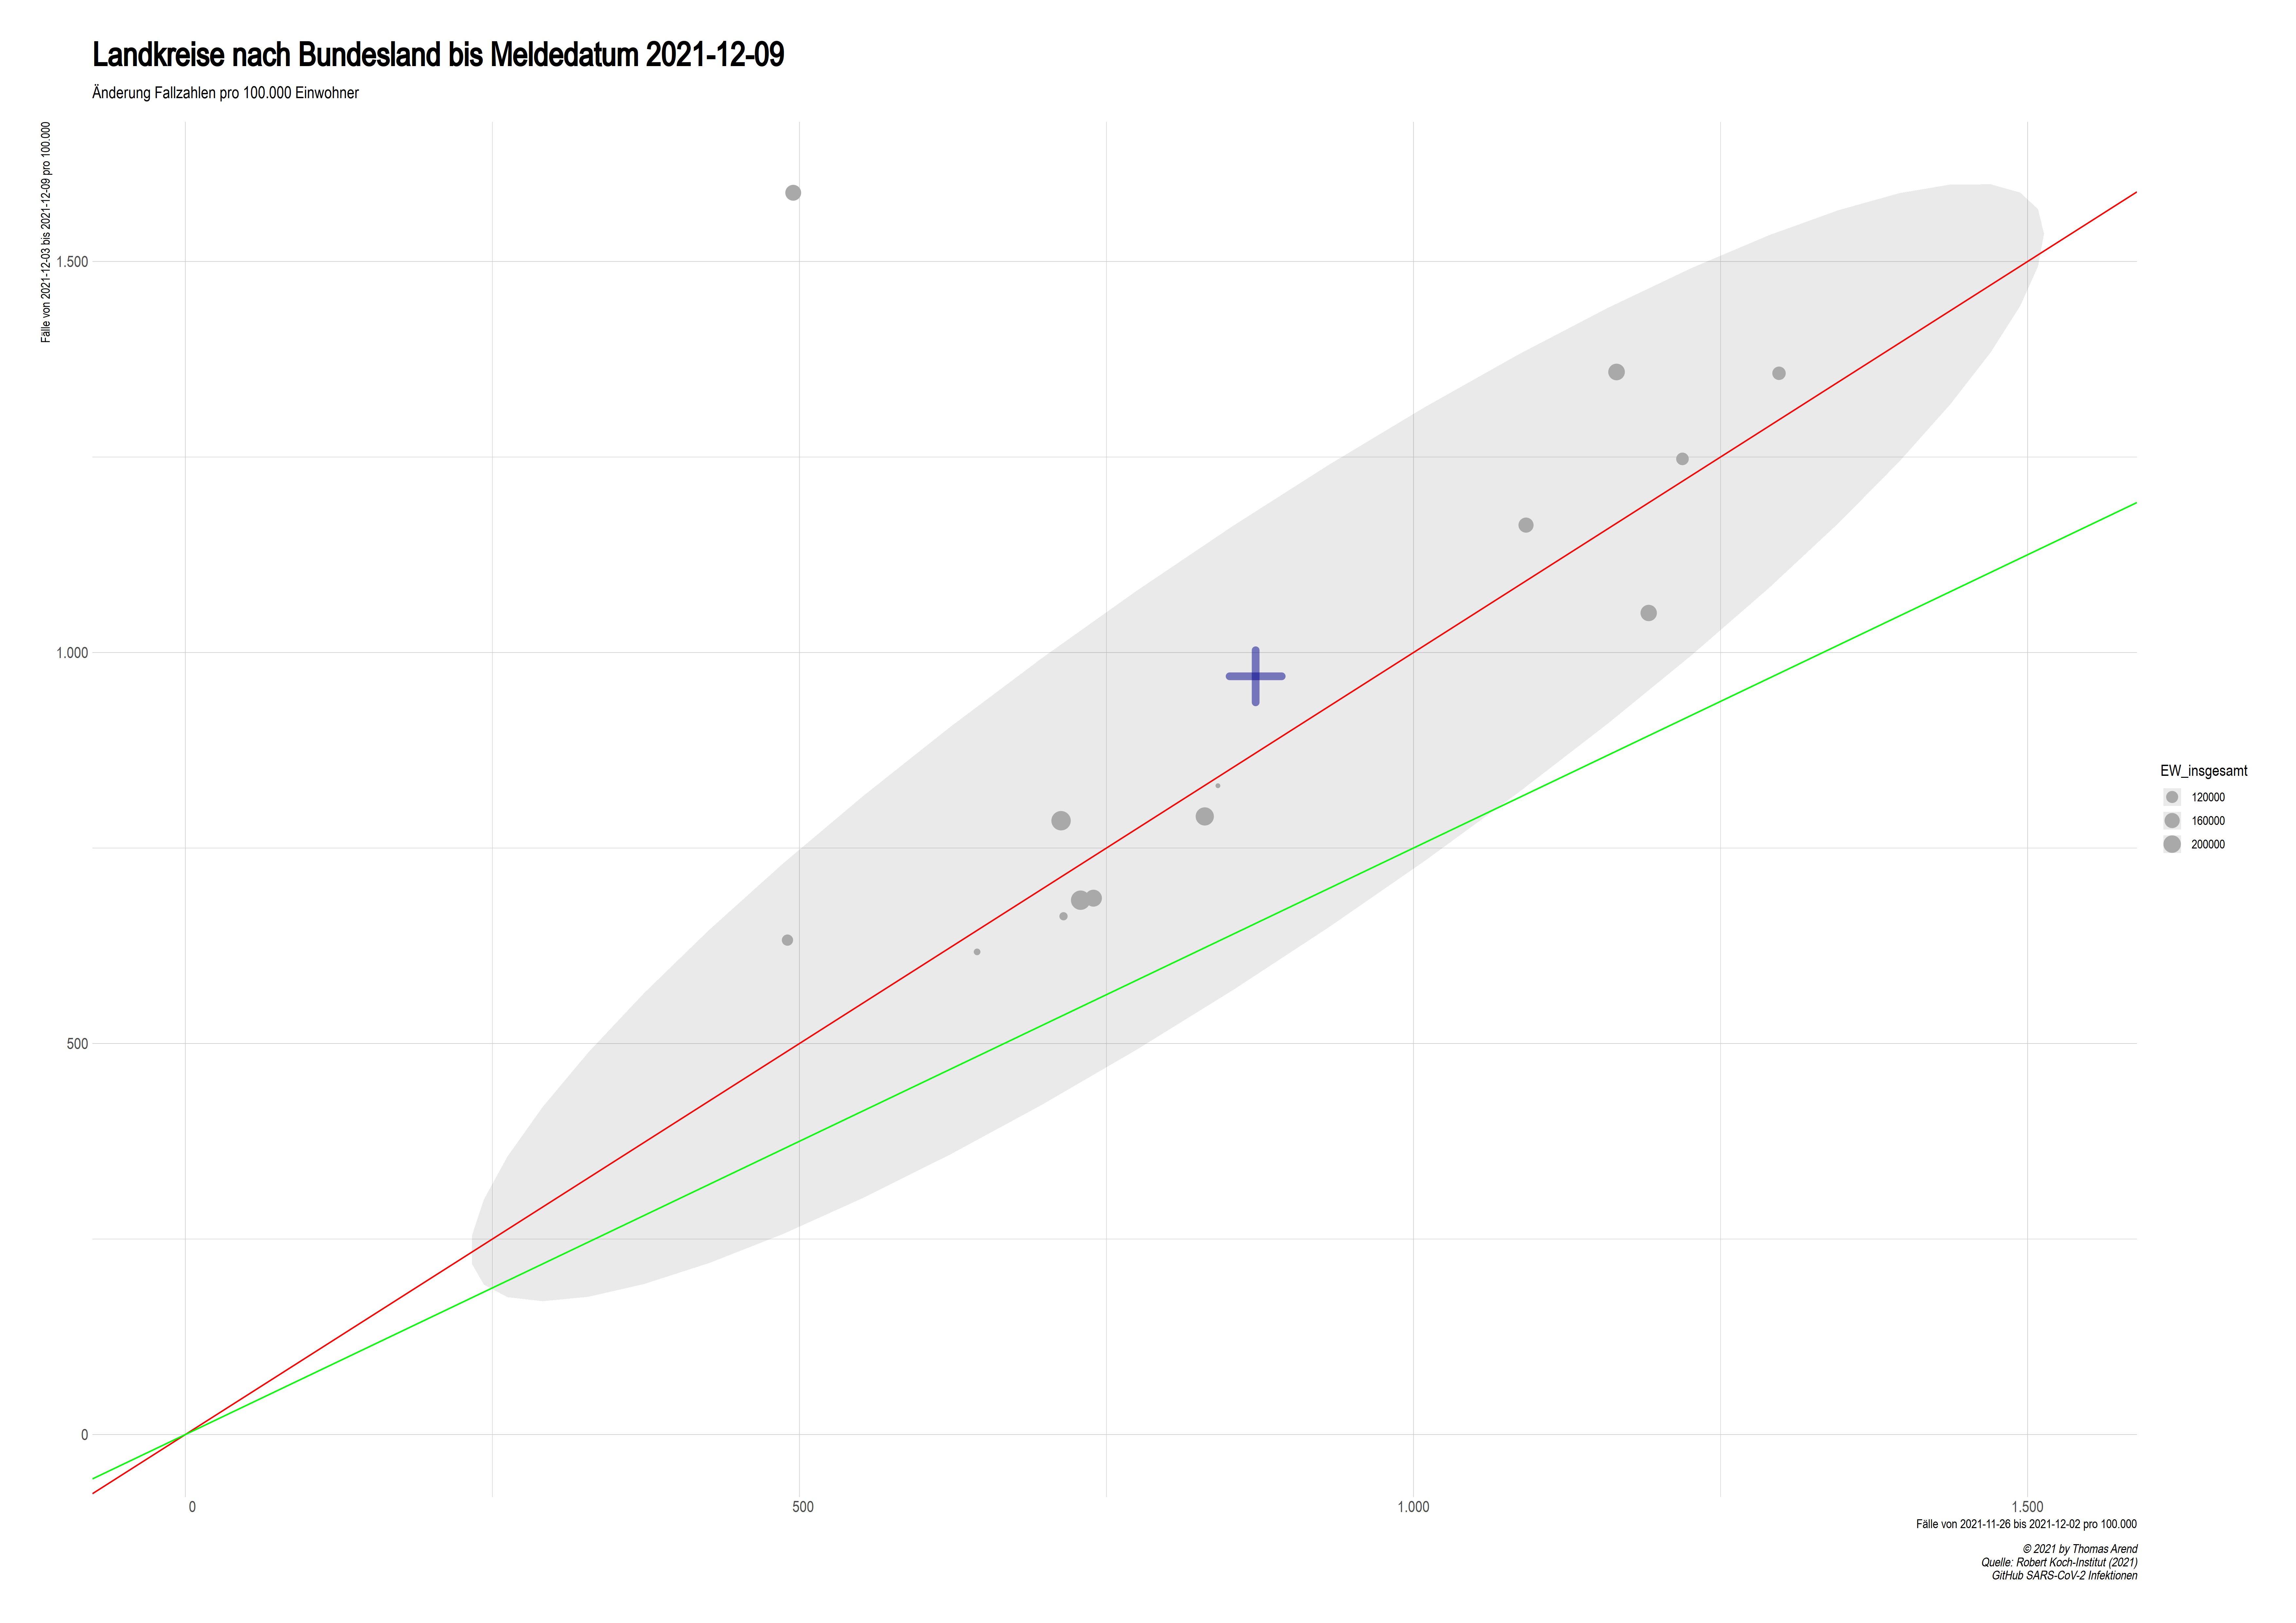 Landkreise nach Bundesland bis Meldedatum 2021-12-09
Änderung Fallzahlen pro 100.000 Einwohner
Fälle von 2021-12-03 bis 2021-12-09 pro 100.000
1.500
1.000
500
0
0
500
1.000
1.500
Fälle von 2021-11-26 bis 2021-12-02 pro 100.000
EW_insgesamt
120000
160000
200000
© 2021 by Thomas Arend
Quelle: Robert Koch-Institut (2021)
GitHub SARS-CoV-2 Infektionen